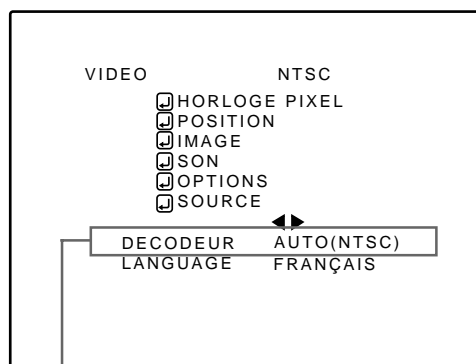 VIDEO NTSC
HORLOGE PIXEL
POSITION
IMAGE
SON
OPTIONS
SOURCE
DECODEUR AUTO(NTSC)
LANGUAGE FRANÇAIS